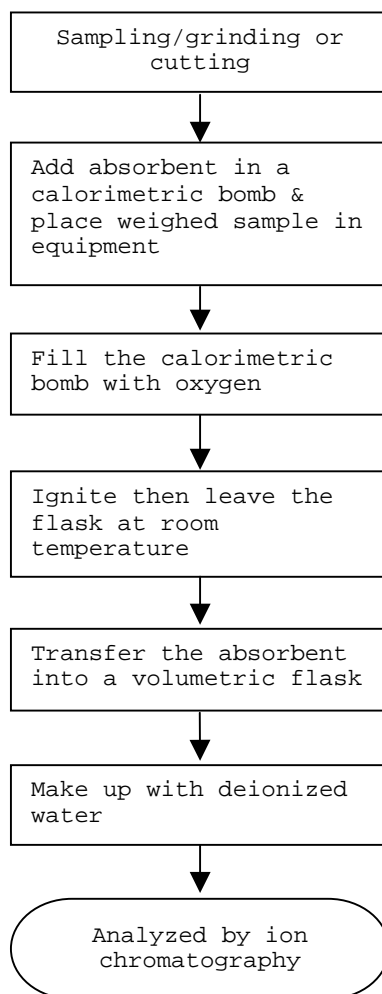 Sampling/grinding or
cutting
Add absorbent in a
calorimetric bomb &
place weighed sample in
equipment
Fill the calorimetric
bomb with oxygen
Ignite then leave the
flask at room
temperature
Transfer the absorbent
into a volumetric flask
Make up with deionized
water
Analyzed by ion
chromatography